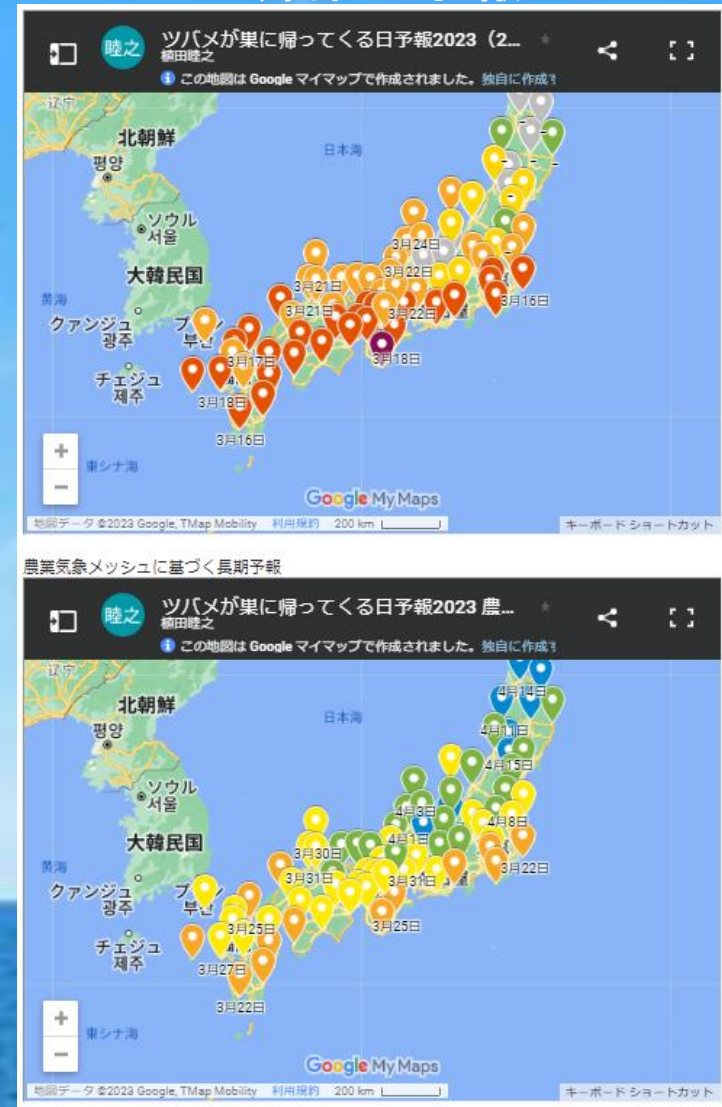 ツバメが巣に帰ってくる日予報2023（2...
植田睦之
睦之
この地図は Google マイマップで作成されました。独自に作成す
辽宁
北朝鮮
평양
日本海
ソウル
서울
大韓民国
黄海
クァンジュ
광주
부산
チェジュ
제주
3月24日
3月22日
3月21日
3月21日
3月22日
3月16日
3月17日
3月18日
3月18日
3月16日
東シナ海
Google My Maps
地図データ ©2023 Google, TMap Mobility 利用規約 200 km キーボード ショートカット
農業気象メッシュに基づく長期予報
ツバメが巣に帰ってくる日予報2023 農...
植田睦之
睦之
この地図は Google マイマップで作成されました。独自に作成す
辽宁
北朝鮮
평양
日本海
ソウル
서울
大韓民国
黄海
クァンジュ
광주
부산
チェジュ
제주
4月14日
4月11日
4月15日
4月3日
4月8日
4月1日
3月30日
3月31日
3月31日
3月22日
3月25日
3月25日
3月27日
3月22日
東シナ海
Google My Maps
地図データ ©2023 Google, TMap Mobility 利用規約 200 km キーボード ショートカット